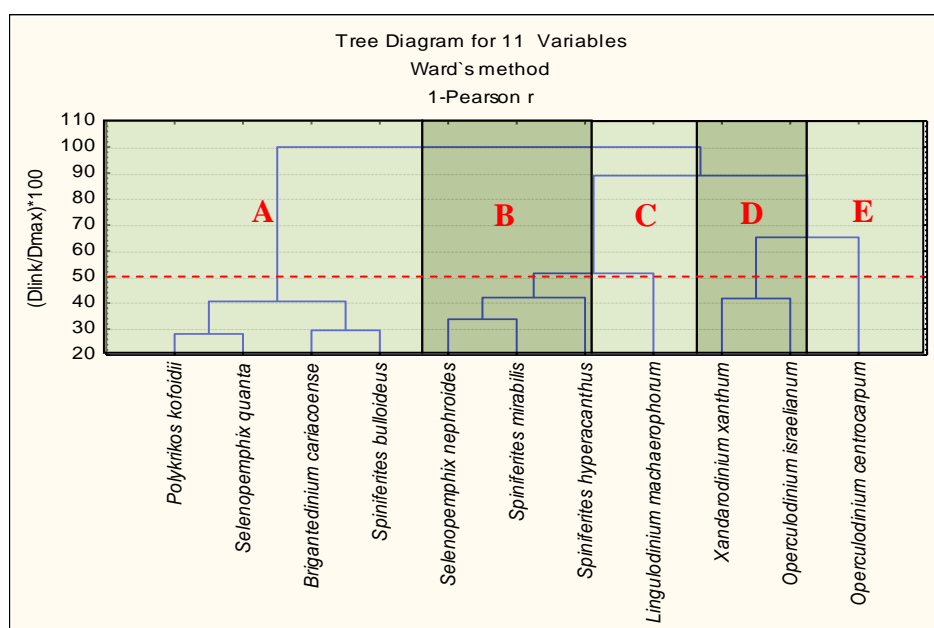 Tree Diagram for 11 Variables
Ward`s method
1-Pearson r
(Dlink/Dmax)*100
110
100
90
80
70
60
50
40
30
20
A
B
C
D
E
Polykrikos kofoidii
Selenopemphix quanta
Brigantedinium cariacoense
Spiniferites bulloideus
Selenopempnix nephroides
Spiniferites mirabilis
Spiniferites hyperacanthus
Lingulodinium machaerophorum
Xandarodinium xanthum
Operculodinium israelianum
Operculodinium centrocarpum